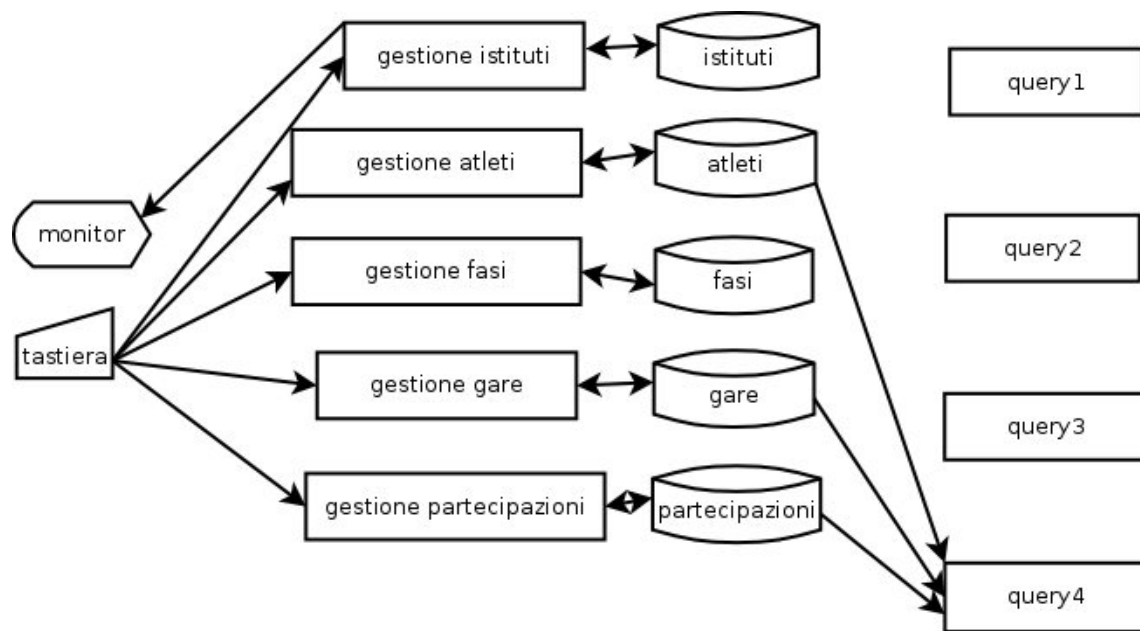 gestione istituti
istituti
query1
gestione atleti
atleti
monitor
query2
gestione fasi
fasi
tastiera
gestione gare
gare
query3
gestione partecipazioni
partecipazioni
query4